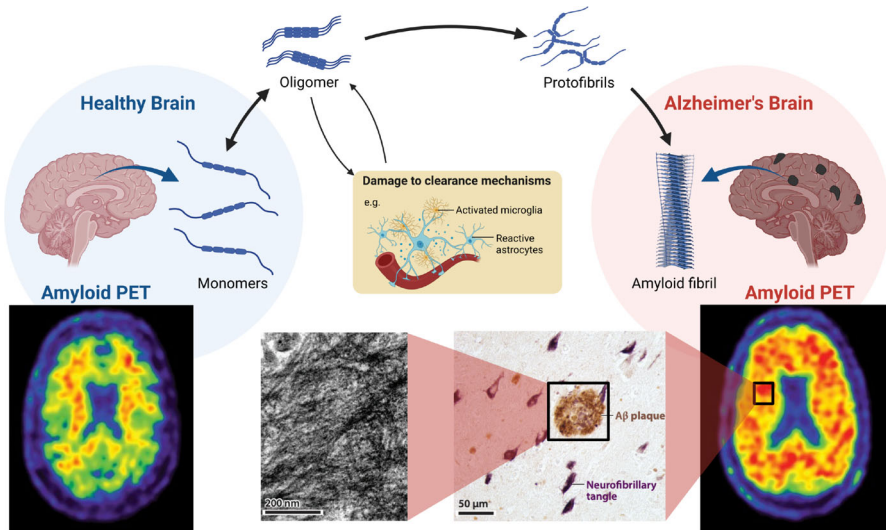 Oligomer
Protofibrils
Healthy Brain
Alzheimer's Brain
Damage to clearance mechanisms
e.g.
Activated microglia
Reactive
astrocytes
Monomers
Amyloid fibril
Amyloid PET
Amyloid PET
Aβ plaque
Neurofibrillary
tangle
200 nm
50 μm